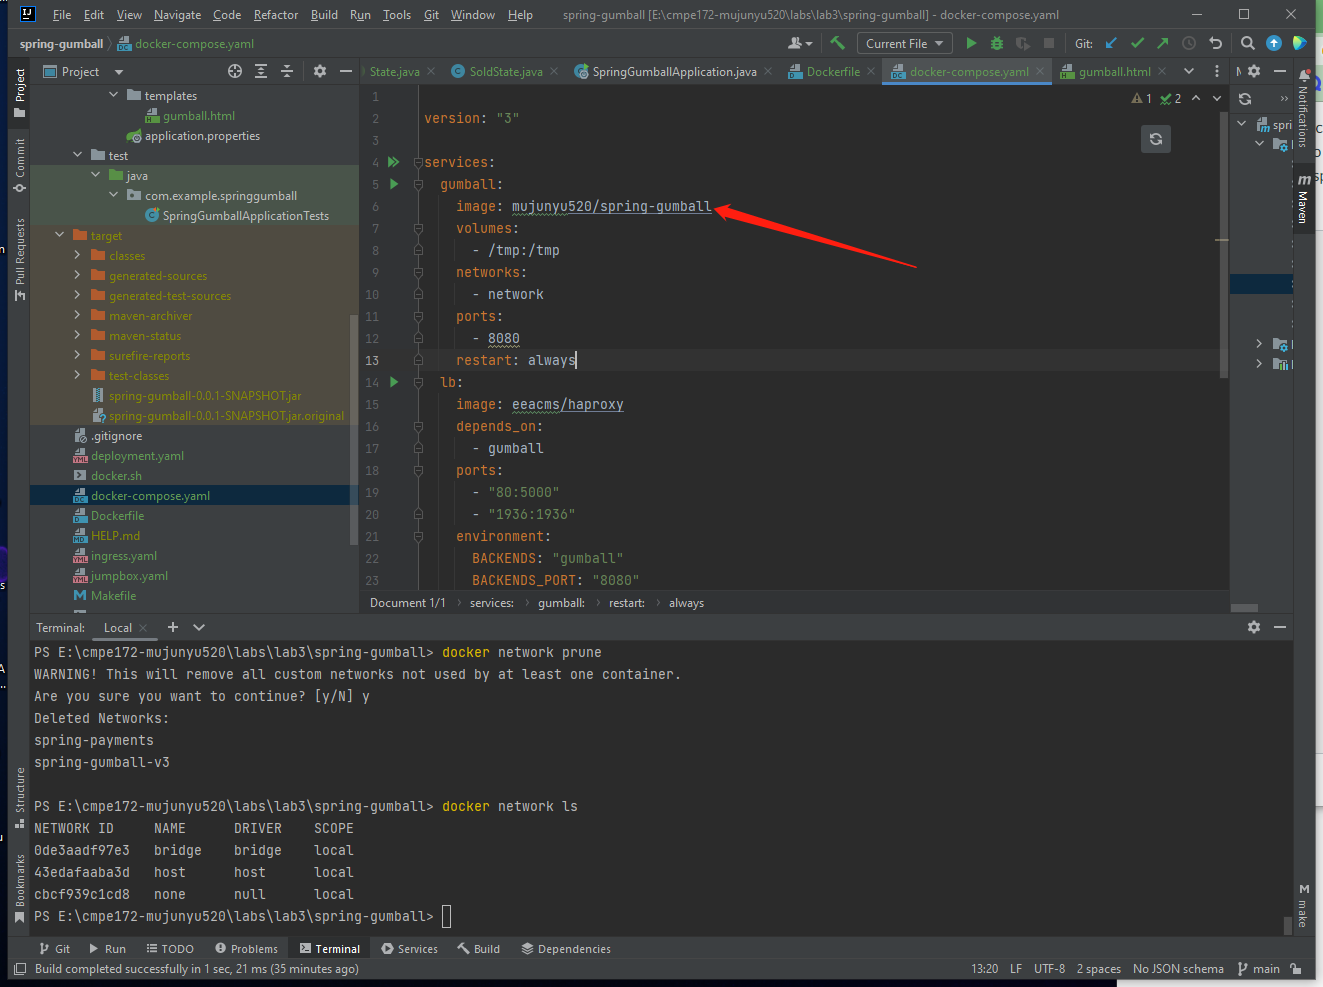 File Edit View Navigate Code Refactor Build Run Tools Git Window Help
spring-gumball [E:\cmpe172-mujunyu520\labs\lab3\spring-gumball] - docker-compose.yaml
spring-gumball
docker-compose.yaml
Current File
Git:
Project
State.java
SoldState.java
SpringGumballApplication.java
Dockerfile
docker-compose.yaml
gumball.html
Project
Commit
Pull Requests
Structure
Bookmarks
Notifications
Maven
make
templates
gumball.html
application.properties
test
java
com.example.springgumball
SpringGumballApplicationTests
target
classes
generated-sources
generated-test-sources
maven-archiver
maven-status
surefire-reports
test-classes
spring-gumball-0.0.1-SNAPSHOT.jar
spring-gumball-0.0.1-SNAPSHOT.jar.original
.gitignore
deployment.yaml
docker.sh
docker-compose.yaml
Dockerfile
HELP.md
ingress.yaml
jumpbox.yaml
Makefile
1 2
1
2 version: "3"
3
4 services:
5 gumball:
6 image: mujunyu520/spring-gumball
7 volumes:
8 - /tmp:/tmp
9 networks:
10 - network
11 ports:
12 - 8080
13 restart: always
14 lb:
15 image: eeacms/haproxy
16 depends_on:
17 - gumball
18 ports:
19 - "80:5000"
20 - "1936:1936"
21 environment:
22 BACKENDS: "gumball"
23 BACKENDS_PORT: "8080"
spri
Document 1/1 services: gumball: restart: always
Terminal: Local
PS E:\cmpe172-mujunyu520\labs\lab3\spring-gumball> docker network prune
WARNING! This will remove all custom networks not used by at least one container.
Are you sure you want to continue? [y/N] y
Deleted Networks:
spring-payments
spring-gumball-v3
PS E:\cmpe172-mujunyu520\labs\lab3\spring-gumball> docker network ls
NETWORK ID NAME DRIVER SCOPE
0de3aadf97e3 bridge bridge local
43edafaaba3d host host local
cbcf939c1cd8 none null local
PS E:\cmpe172-mujunyu520\labs\lab3\spring-gumball>
Git Run TODO Problems Terminal Services Build Dependencies
Build completed successfully in 1 sec, 21 ms (35 minutes ago)
13:20 LF UTF-8 2 spaces No JSON schema main